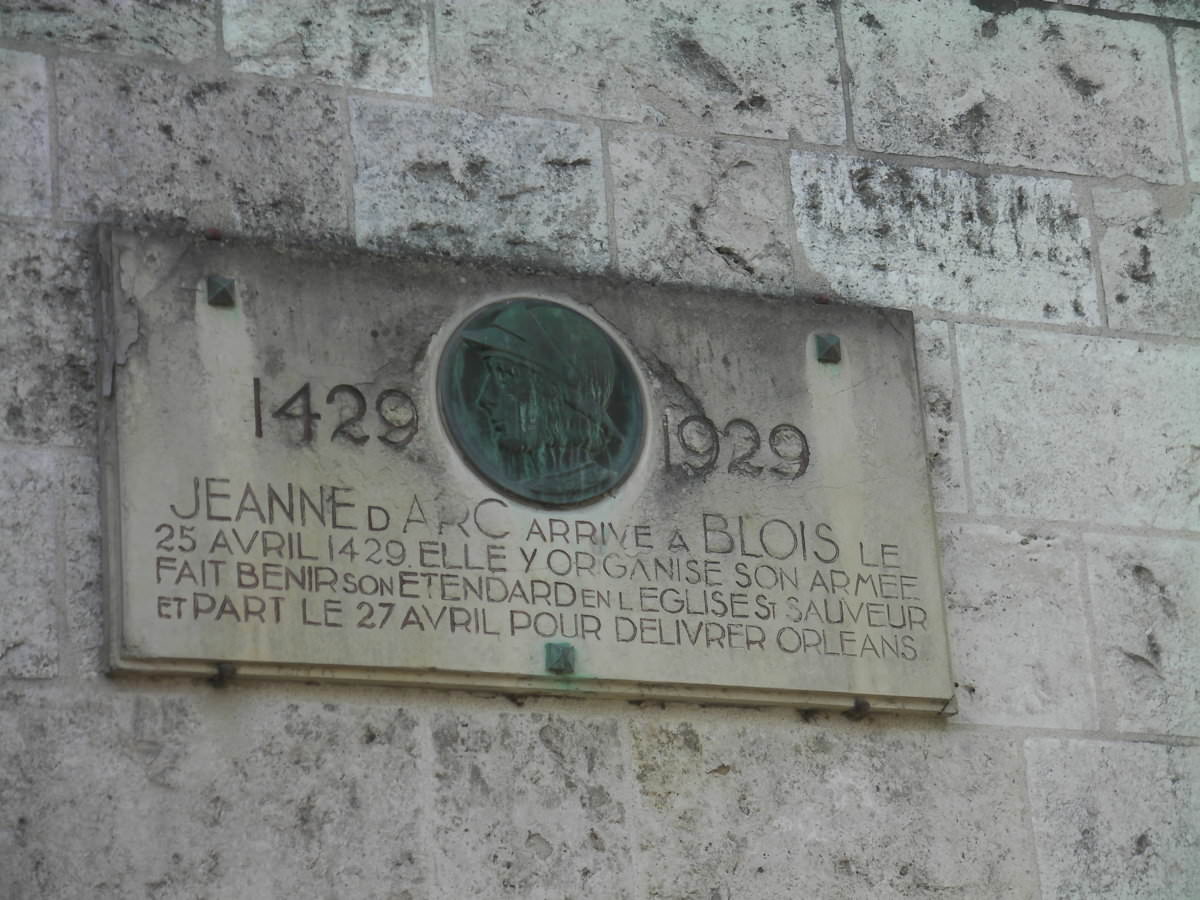 1429 1929
JEANNE D ARC ARRIVE A BLOIS LE
25 AVRIL 1429. ELLE Y ORGANISE SON ARMÉE
FAIT BENIR SON ETENDARD EN L EGLISE ST SAUVEUR
ET PART LE 27 AVRIL POUR DELIVRER ORLEANS.